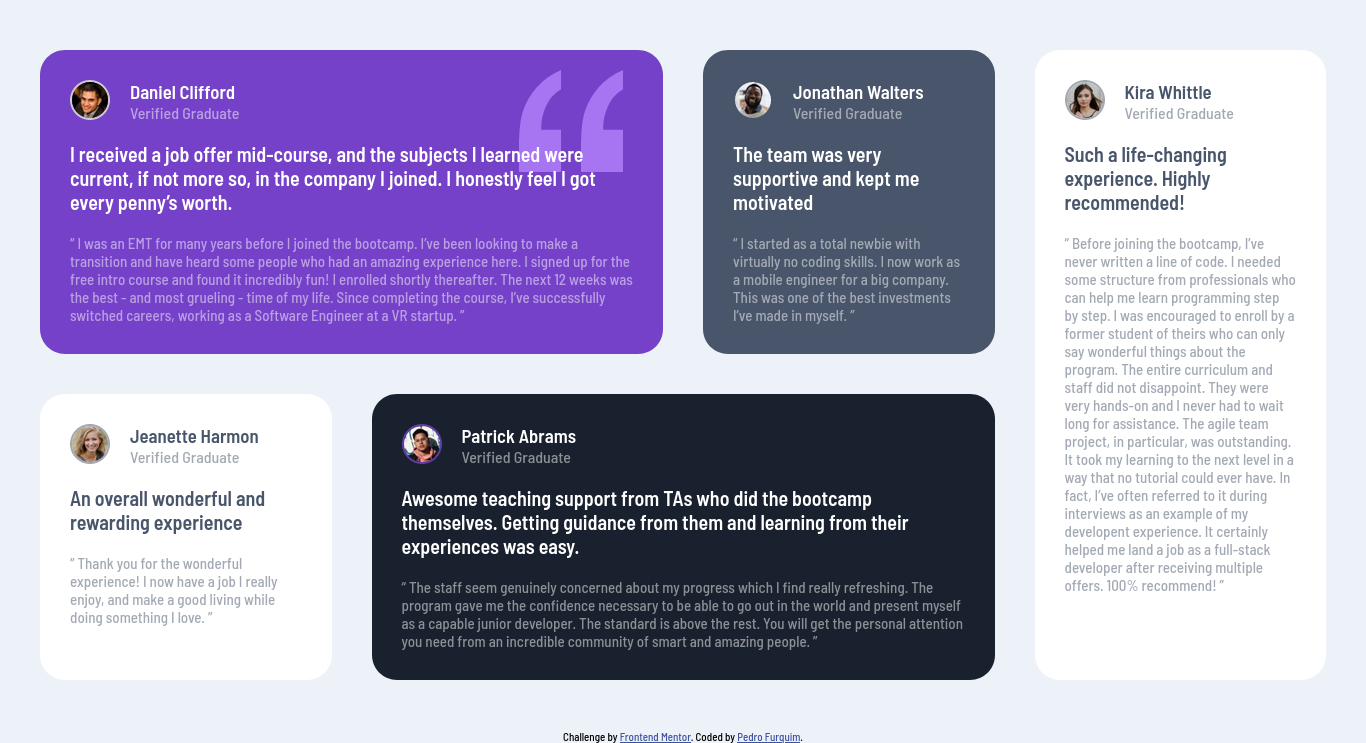 Daniel Clifford
Verified Graduate
I received a job offer mid-course, and the subjects I learned were
current, if not more so, in the company I joined. I honestly feel I got
every penny’s worth.
“ I was an EMT for many years before I joined the bootcamp. I’ve been looking to make a
transition and have heard some people who had an amazing experience here. I signed up for the
free intro course and found it incredibly fun! I enrolled shortly thereafter. The next 12 weeks was
the best - and most grueling - time of my life. Since completing the course, I’ve successfully
switched careers, working as a Software Engineer at a VR startup. ”
Jonathan Walters
Verified Graduate
The team was very
supportive and kept me
motivated
“ I started as a total newbie with
virtually no coding skills. I now work as
a mobile engineer for a big company.
This was one of the best investments
I’ve made in myself. ”
Kira Whittle
Verified Graduate
Such a life-changing
experience. Highly
recommended!
“ Before joining the bootcamp, I’ve
never written a line of code. I needed
some structure from professionals who
can help me learn programming step
by step. I was encouraged to enroll by a
former student of theirs who can only
say wonderful things about the
program. The entire curriculum and
staff did not disappoint. They were
very hands-on and I never had to wait
long for assistance. The agile team
project, in particular, was outstanding.
It took my learning to the next level in a
way that no tutorial could ever have. In
fact, I’ve often referred to it during
interviews as an example of my
developent experience. It certainly
helped me land a job as a full-stack
developer after receiving multiple
offers. 100% recommend! ”
Jeanette Harmon
Verified Graduate
An overall wonderful and
rewarding experience
“ Thank you for the wonderful
experience! I now have a job I really
enjoy, and make a good living while
doing something I love. ”
Patrick Abrams
Verified Graduate
Awesome teaching support from TAs who did the bootcamp
themselves. Getting guidance from them and learning from their
experiences was easy.
“ The staff seem genuinely concerned about my progress which I find really refreshing. The
program gave me the confidence necessary to be able to go out in the world and present myself
as a capable junior developer. The standard is above the rest. You will get the personal attention
you need from an incredible community of smart and amazing people. ”
Challenge by Frontend Mentor. Coded by Pedro Furquim.